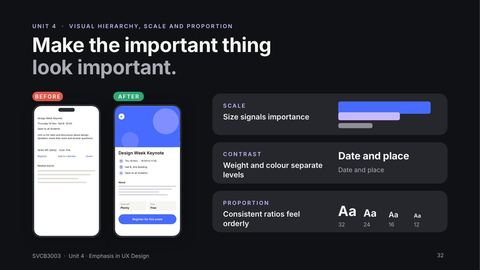 UNIT 4 · VISUAL HIERARCHY, SCALE AND PROPORTION
Make the important thing
look important.
BEFORE
AFTER
Design Week Keynote
Design Week Keynote
Register for this event
SCALE
Size signals importance
CONTRAST
Weight and colour separate
levels
Date and place
Date and place
PROPORTION
Consistent ratios feel
orderly
Aa Aa Aa Aa
32 24 16 12
SVCB3003 · Unit 4 · Emphasis in UX Design
32